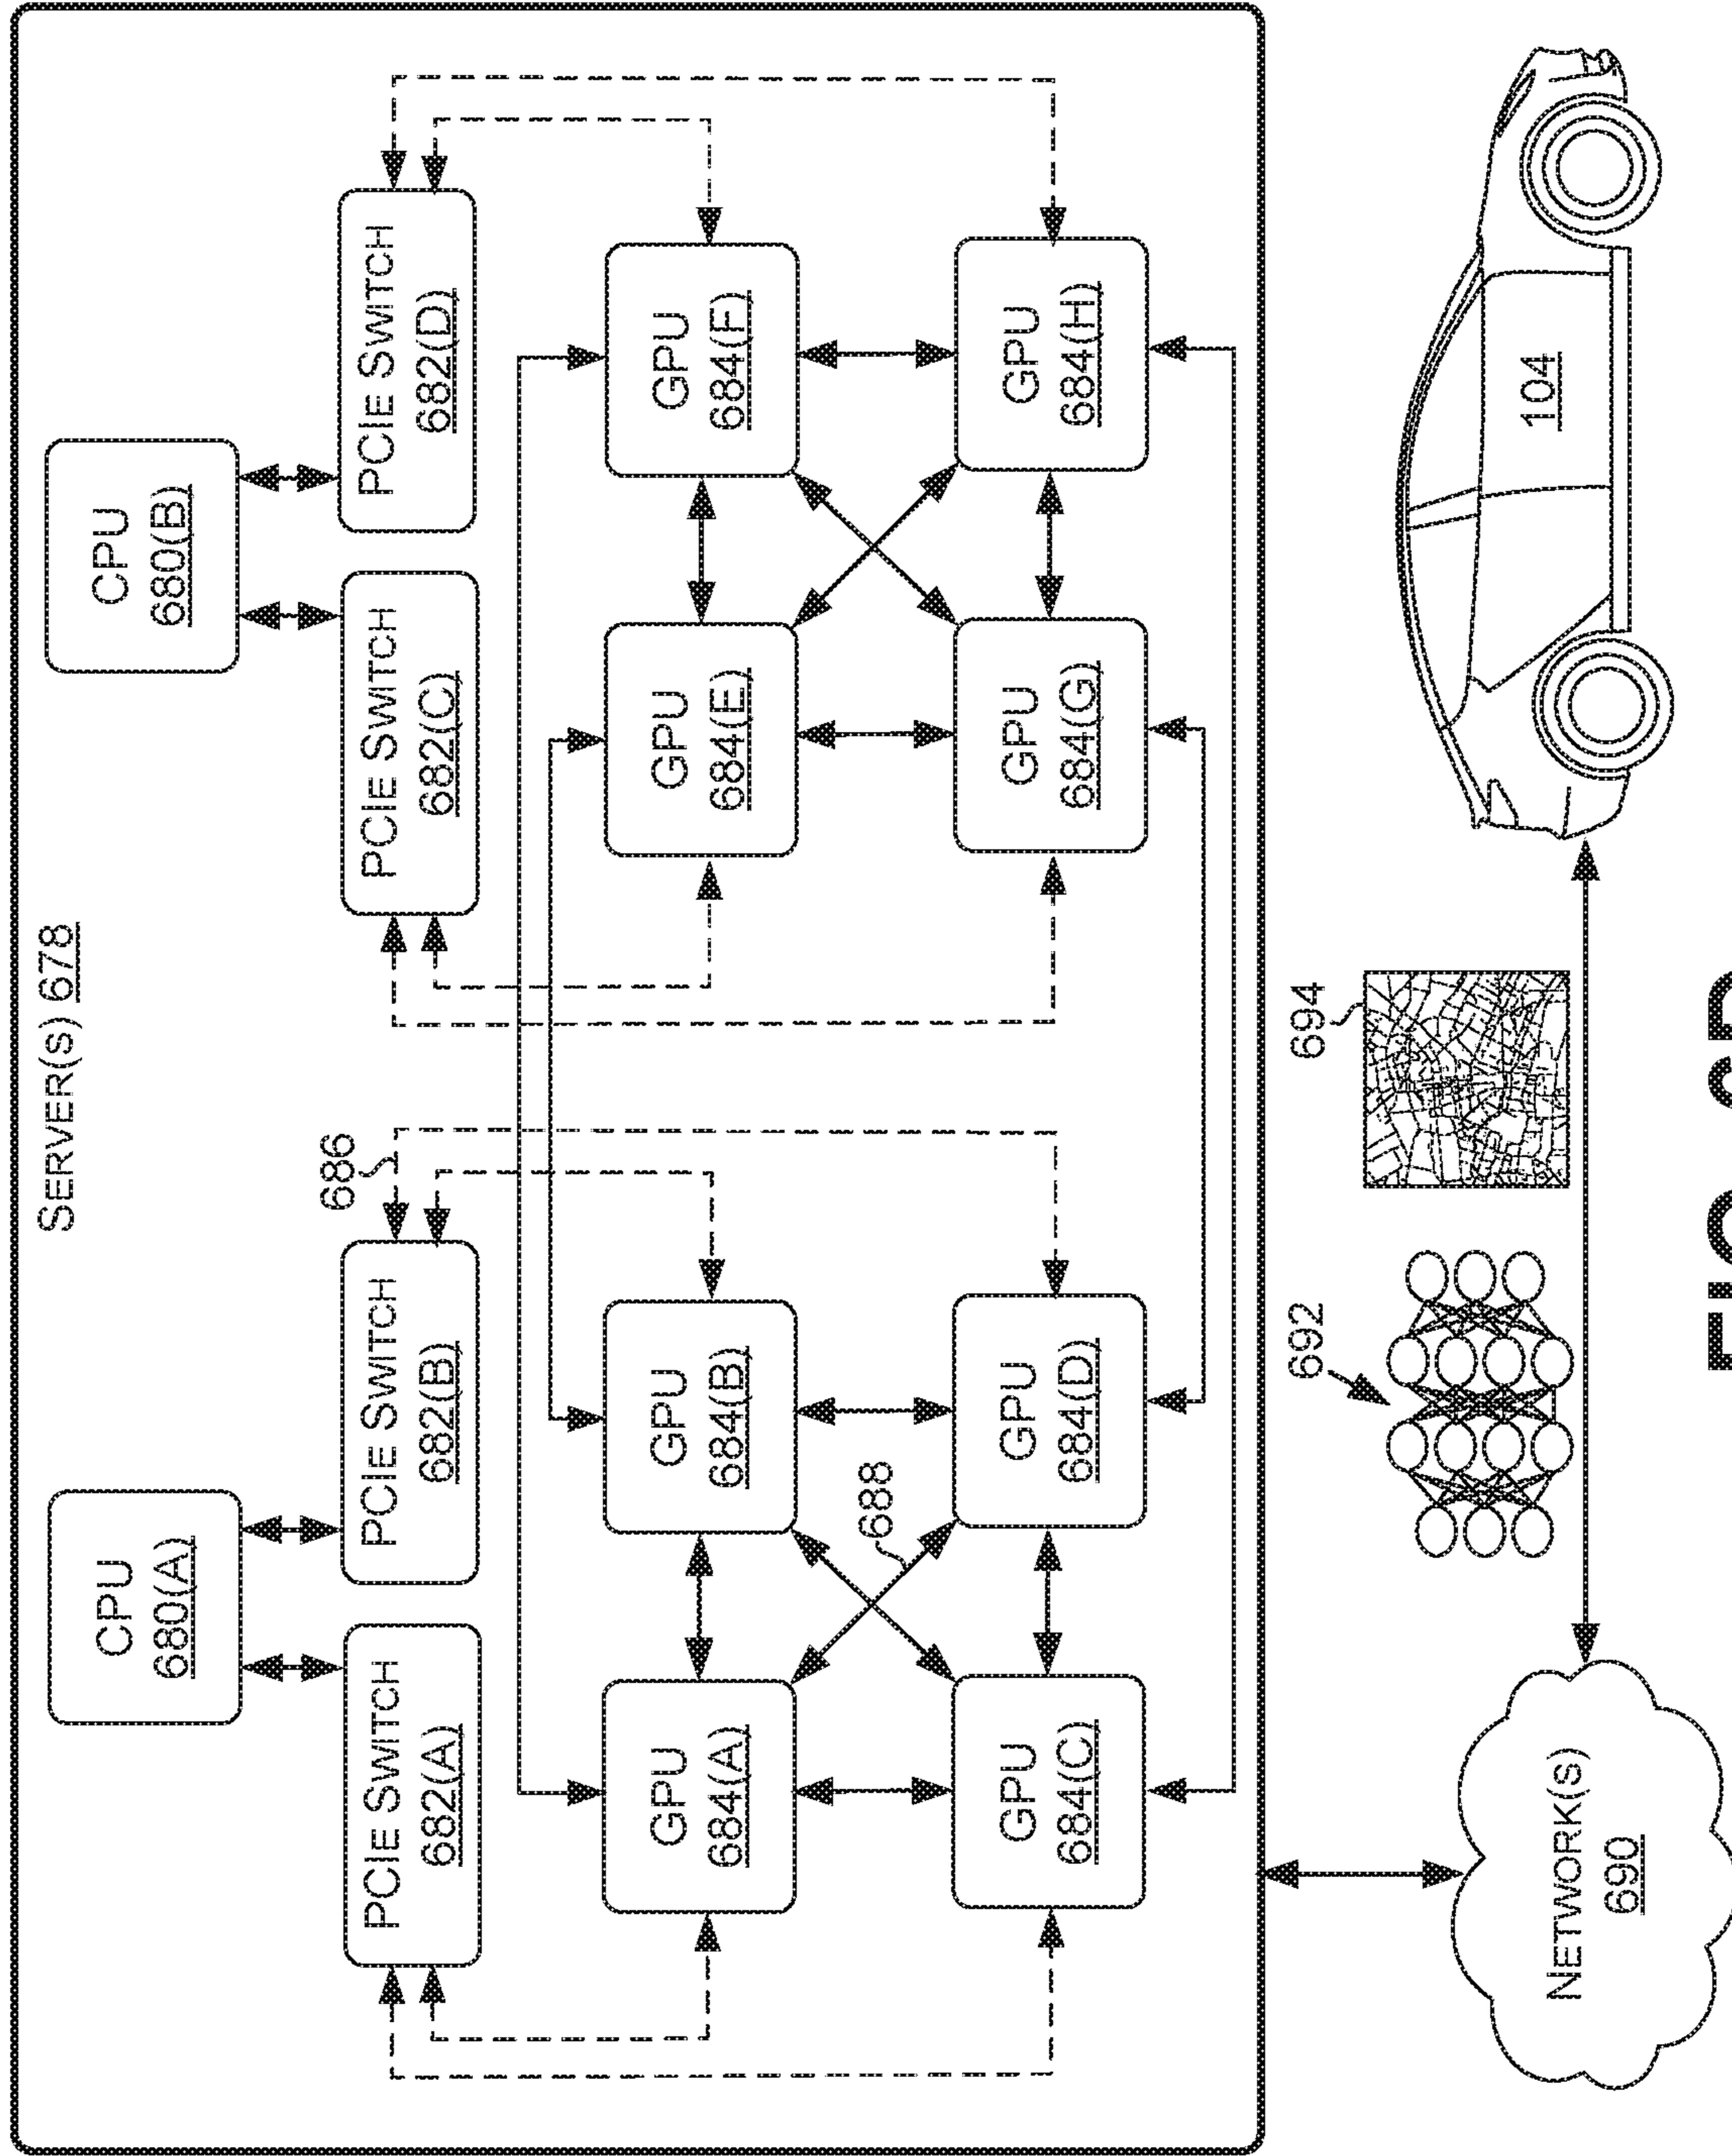 SERVER(S) 678
CPU
680(A)
CPU
680(B)
PCIE SWITCH
682(A)
PCIE SWITCH
682(B)
686
PCIE SWITCH
682(C)
PCIE SWITCH
682(D)
GPU
684(A)
GPU
684(B)
GPU
684(E)
GPU
684(F)
688
GPU
684(C)
GPU
684(D)
GPU
684(G)
GPU
684(H)
NETWORK(S)
690
692
694
104